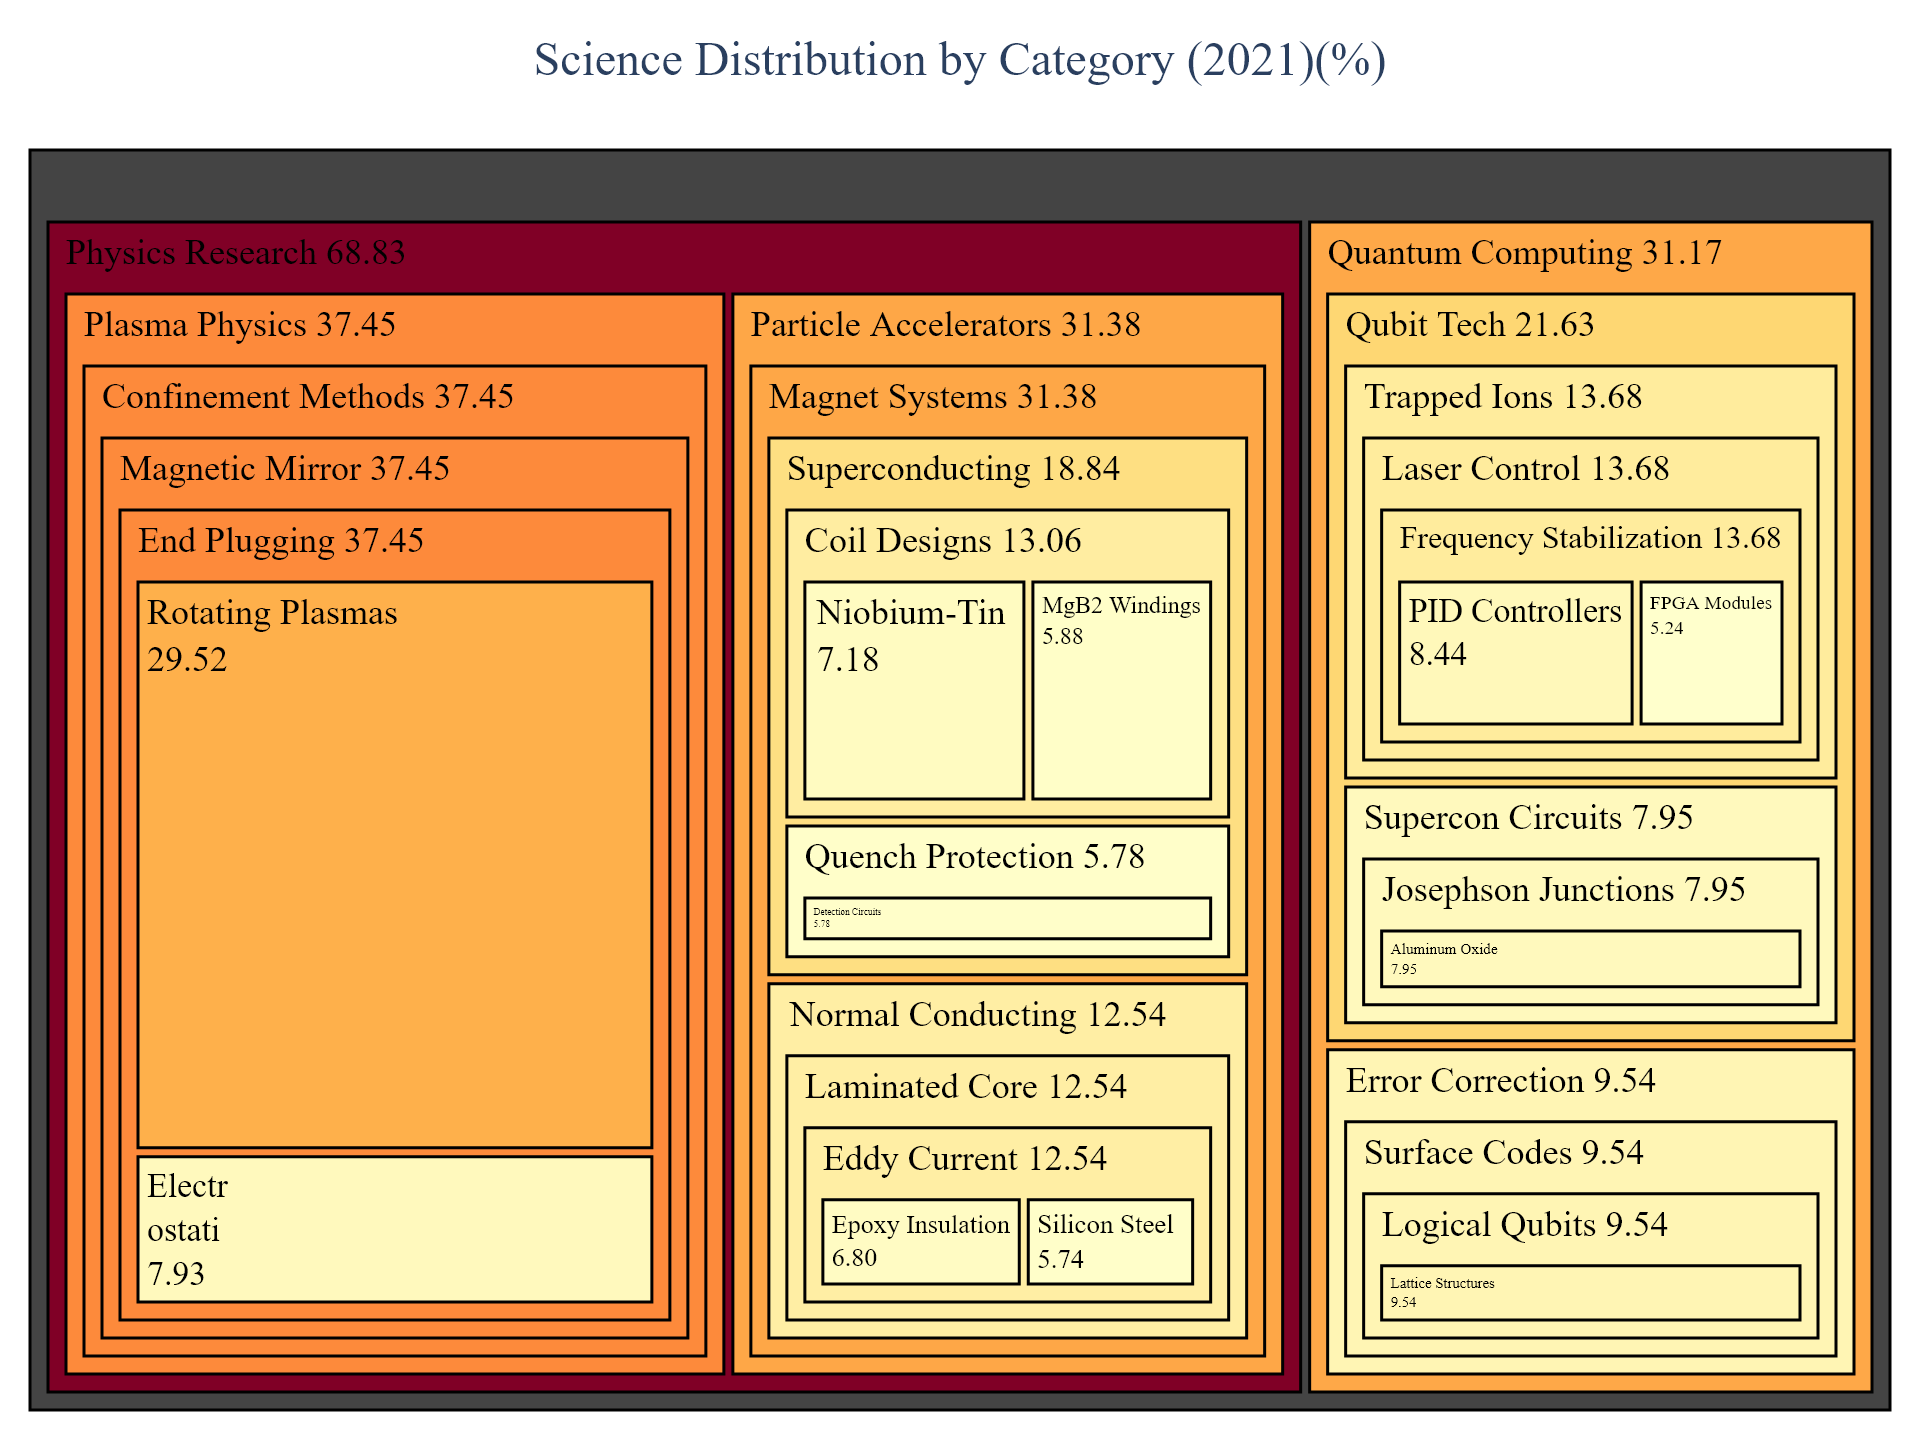 Science Distribution by Category (2021)(%)
Physics Research 68.83
Plasma Physics 37.45
Confinement Methods 37.45
Magnetic Mirror 37.45
End Plugging 37.45
Rotating Plasmas
29.52
Electr
ostati
7.93
Particle Accelerators 31.38
Magnet Systems 31.38
Superconducting 18.84
Coil Designs 13.06
Niobium-Tin
7.18
MgB2 Windings
5.88
Quench Protection 5.78
Detection Circuits
5.78
Normal Conducting 12.54
Laminated Core 12.54
Eddy Current 12.54
Epoxy Insulation
6.80
Silicon Steel
5.74
Quantum Computing 31.17
Qubit Tech 21.63
Trapped Ions 13.68
Laser Control 13.68
Frequency Stabilization 13.68
PID Controllers
8.44
FPGA Modules
5.24
Supercon Circuits 7.95
Josephson Junctions 7.95
Aluminum Oxide
7.95
Error Correction 9.54
Surface Codes 9.54
Logical Qubits 9.54
Lattice Structures
9.54